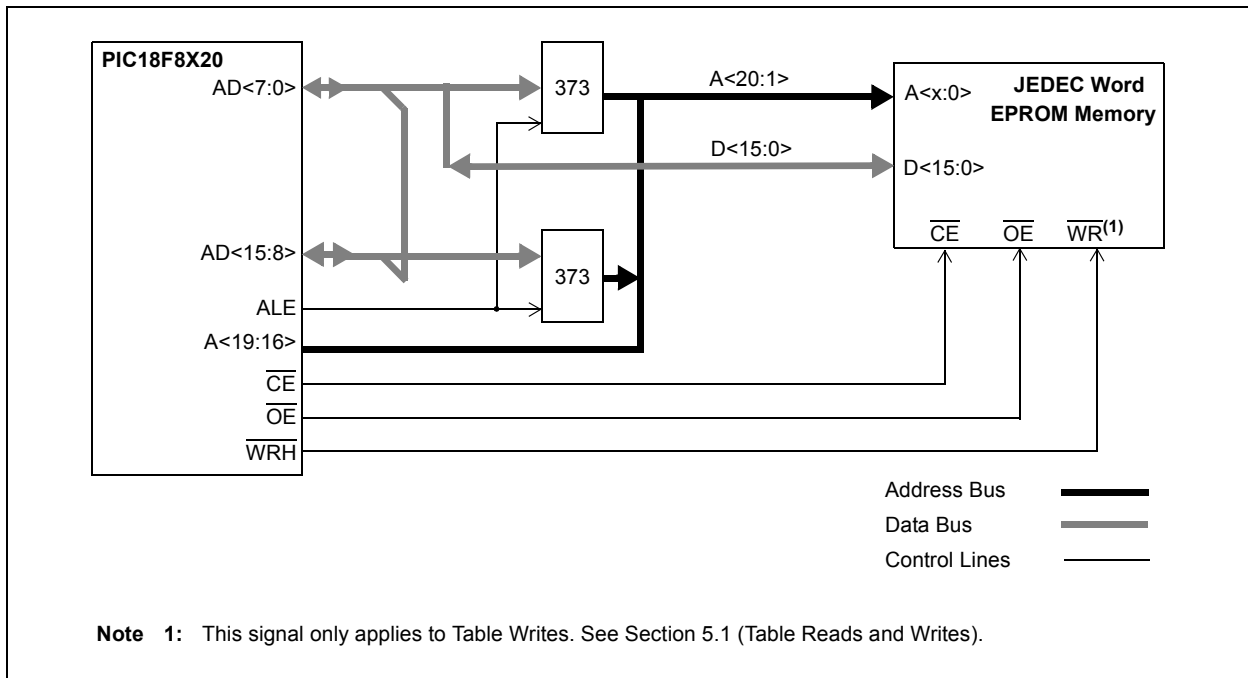 PIC18F8X20
AD<7:0>
373
A<20:1>
A<x:0>
JEDEC Word
EPROM Memory
D<15:0>
D<15:0>
CE
OE
WR(1)
AD<15:8>
373
ALE
A<19:16>
CE
OE
WRH
Address Bus
Data Bus
Control Lines
Note 1: This signal only applies to Table Writes. See Section 5.1 (Table Reads and Writes).